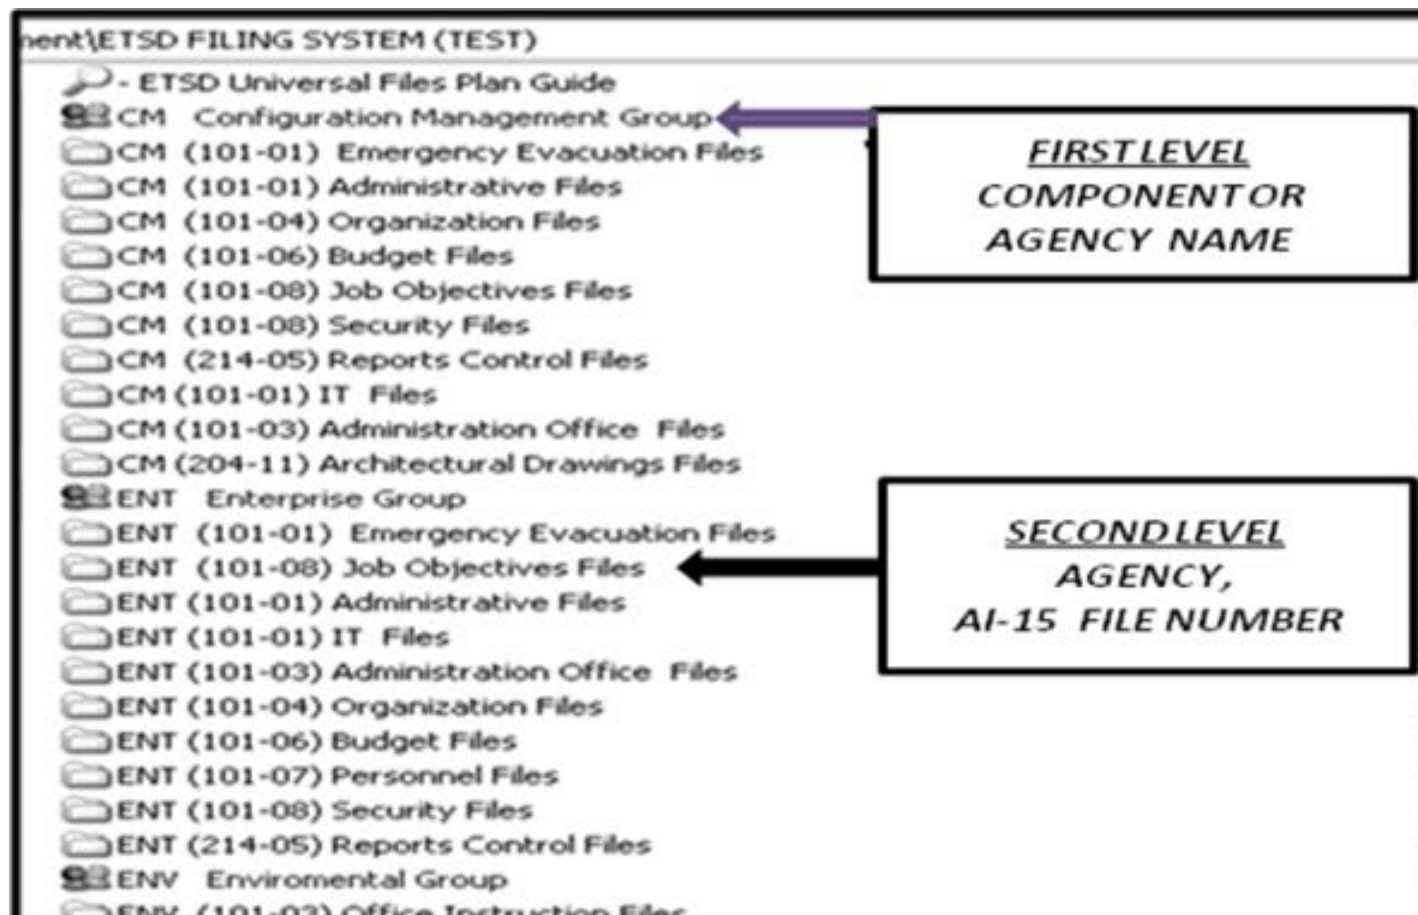 nent\ETSD FILING SYSTEM (TEST)
- ETSD Universal Files Plan Guide
CM Configuration Management Group
CM (101-01) Emergency Evacuation Files
CM (101-01) Administrative Files
CM (101-04) Organization Files
CM (101-06) Budget Files
CM (101-08) Job Objectives Files
CM (101-08) Security Files
CM (214-05) Reports Control Files
CM (101-01) IT Files
CM (101-03) Administration Office Files
CM (204-11) Architectural Drawings Files
ENT Enterprise Group
ENT (101-01) Emergency Evacuation Files
ENT (101-08) Job Objectives Files
ENT (101-01) Administrative Files
ENT (101-01) IT Files
ENT (101-03) Administration Office Files
ENT (101-04) Organization Files
ENT (101-06) Budget Files
ENT (101-07) Personnel Files
ENT (101-08) Security Files
ENT (214-05) Reports Control Files
ENV Enviromental Group
ENV (101-02) Office Instruction Files
FIRST LEVEL
COMPONENT OR
AGENCY NAME
SECOND LEVEL
AGENCY,
AI-15 FILE NUMBER